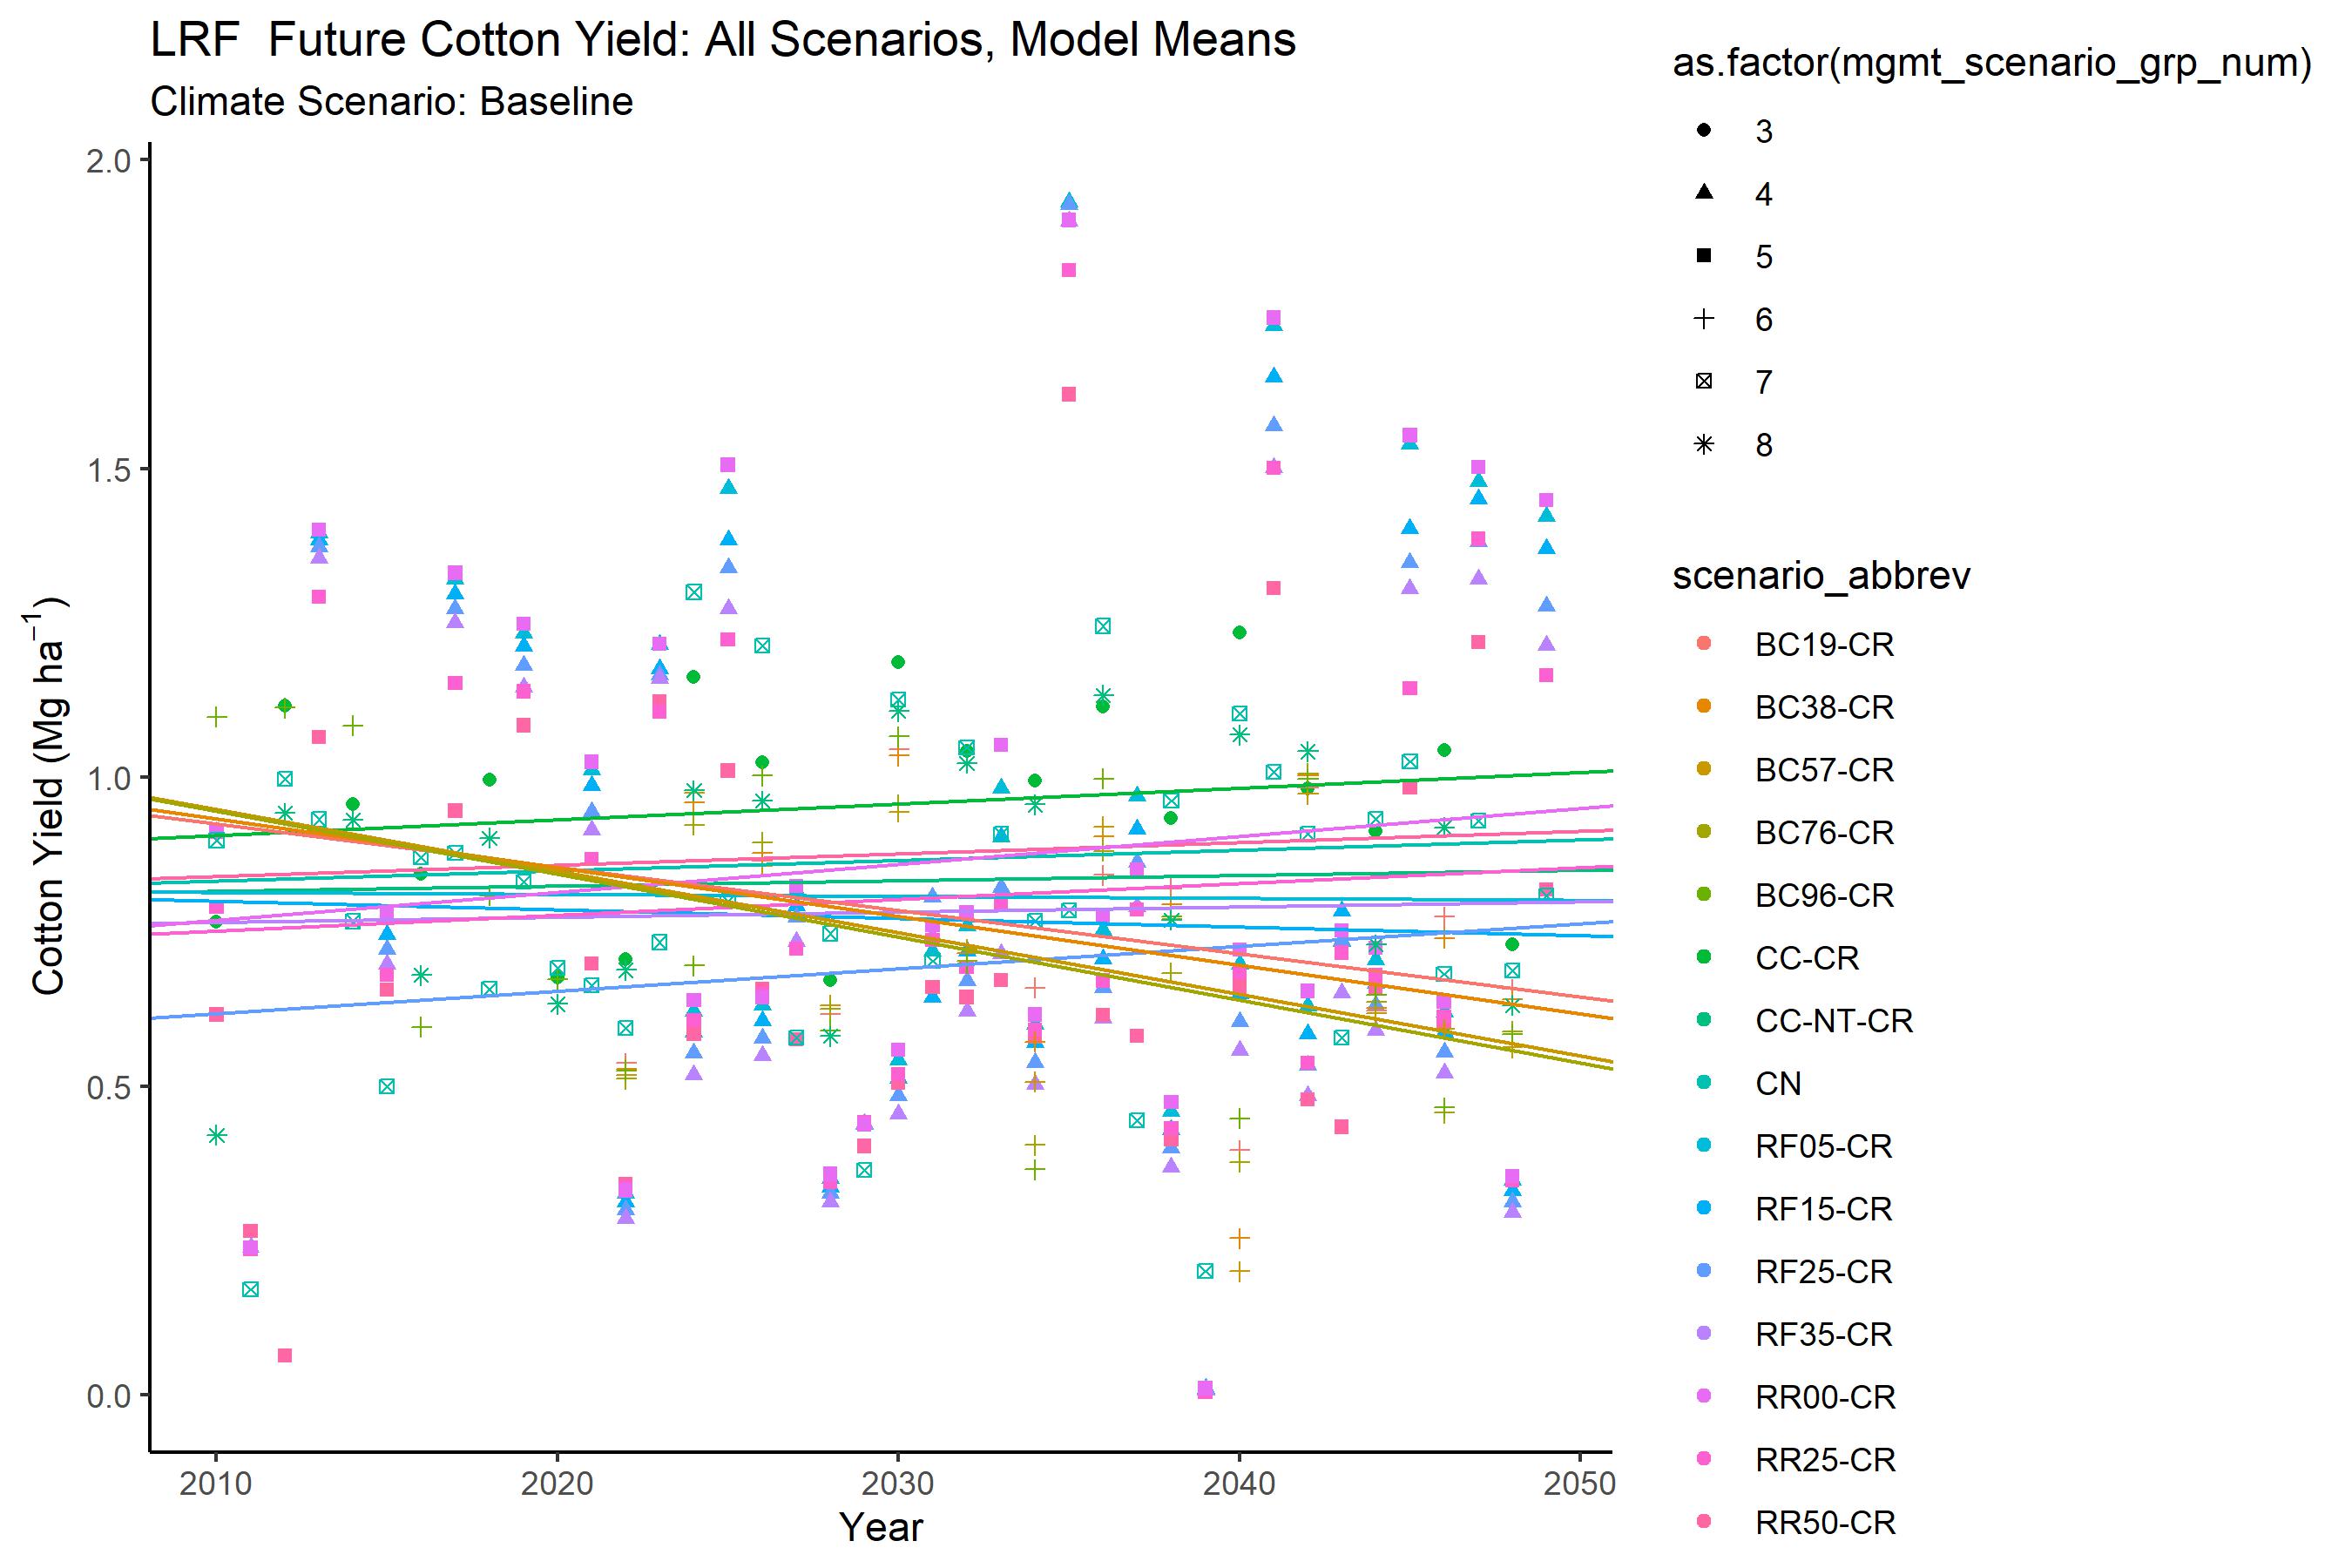 LRF  Future Cotton Yield: All Scenarios, Model Means
Climate Scenario: Baseline
Cotton Yield (Mg ha⁻¹)
2.0
1.5
1.0
0.5
0.0
2010 2020 2030 2040 2050
Year
as.factor(mgmt_scenario_grp_num)
3
4
5
6
7
8
scenario_abbrev
BC19-CR
BC38-CR
BC57-CR
BC76-CR
BC96-CR
CC-CR
CC-NT-CR
CN
RF05-CR
RF15-CR
RF25-CR
RF35-CR
RR00-CR
RR25-CR
RR50-CR